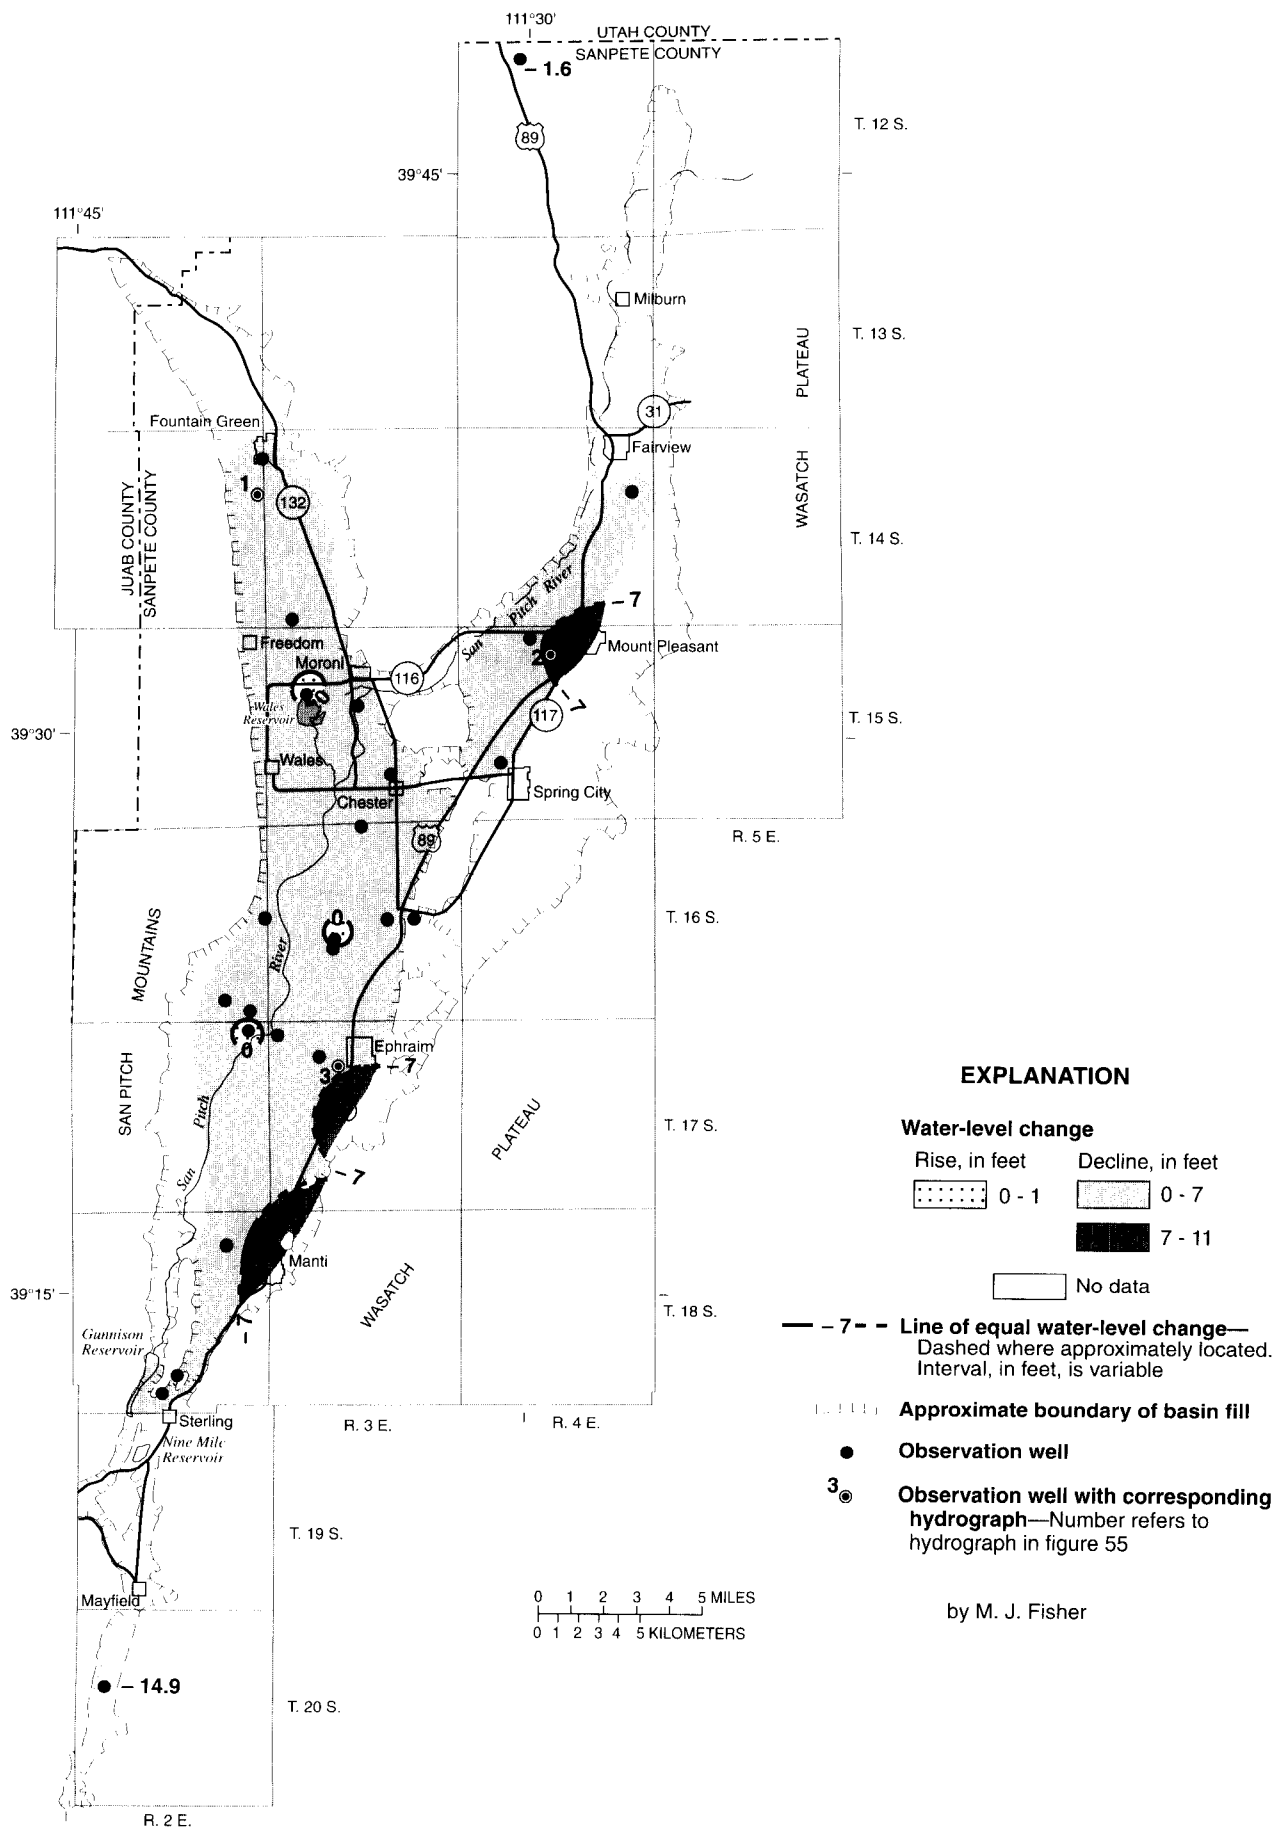 111°30'
UTAH COUNTY
SANPETE COUNTY
– 1.6
T. 12 S.
89
39°45'
111°45'
Milburn
T. 13 S.
WASATCH PLATEAU
31
Fountain Green
Fairview
1
132
JUAB COUNTY
SANPETE COUNTY
T. 14 S.
San Pitch River
– 7
Freedom
Mount Pleasant
Moroni
2
116
0
– 7
Wales
Reservoir
117
T. 15 S.
39°30'
Wales
Spring City
Chester
R. 5 E.
89
0
T. 16 S.
SAN PITCH MOUNTAINS
San Pitch River
0
Ephraim
– 7
3
T. 17 S.
WASATCH PLATEAU
– 7
Manti
39°15'
T. 18 S.
– 7
Gunnison
Reservoir
Sterling
R. 3 E.
R. 4 E.
Nine Mile
Reservoir
T. 19 S.
Mayfield
– 14.9
T. 20 S.
R. 2 E.
0 1 2 3 4 5 MILES
0 1 2 3 4 5 KILOMETERS
EXPLANATION
Water-level change
Rise, in feet
Decline, in feet
0 - 1
0 - 7
7 - 11
No data
– 7 – – Line of equal water-level change—
Dashed where approximately located.
Interval, in feet, is variable
Approximate boundary of basin fill
Observation well
3 Observation well with corresponding
hydrograph—Number refers to
hydrograph in figure 55
by M. J. Fisher